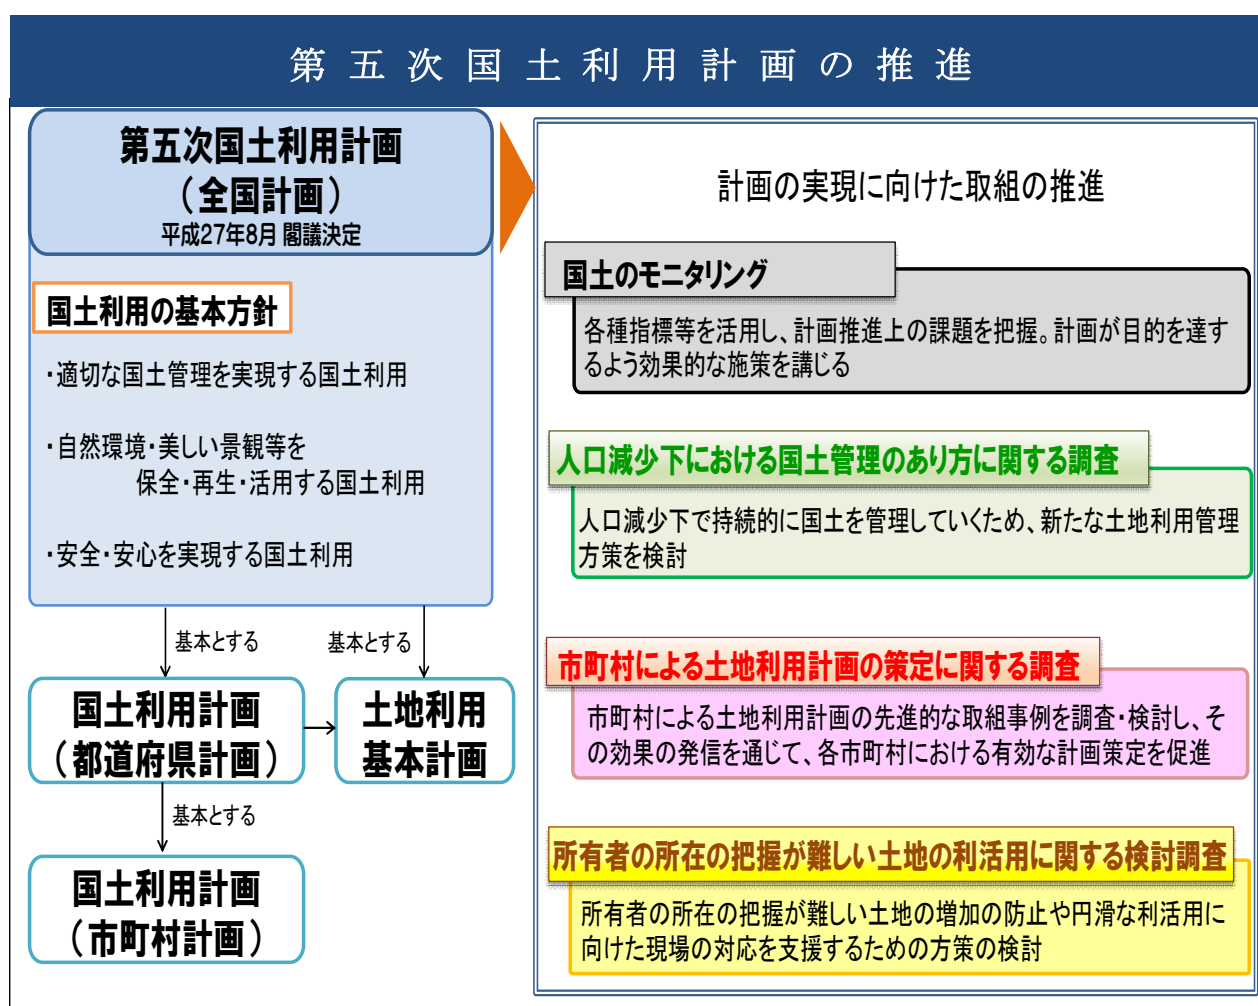 第五次国土利用計画の推進
第五次国土利用計画
（全国計画）
平成27年8月 閣議決定
国土利用の基本方針
・適切な国土管理を実現する国土利用
・自然環境・美しい景観等を
保全・再生・活用する国土利用
・安全・安心を実現する国土利用
基本とする
基本とする
国土利用計画
（都道府県計画）
土地利用
基本計画
基本とする
国土利用計画
（市町村計画）
計画の実現に向けた取組の推進
国土のモニタリング
各種指標等を活用し、計画推進上の課題を把握。計画が目的を達す
るよう効果的な施策を講じる
人口減少下における国土管理のあり方に関する調査
人口減少下で持続的に国土を管理していくため、新たな土地利用管理
方策を検討
市町村による土地利用計画の策定に関する調査
市町村による土地利用計画の先進的な取組事例を調査・検討し、そ
の効果の発信を通じて、各市町村における有効な計画策定を促進
所有者の所在の把握が難しい土地の利活用に関する検討調査
所有者の所在の把握が難しい土地の増加の防止や円滑な利活用に
向けた現場の対応を支援するための方策の検討